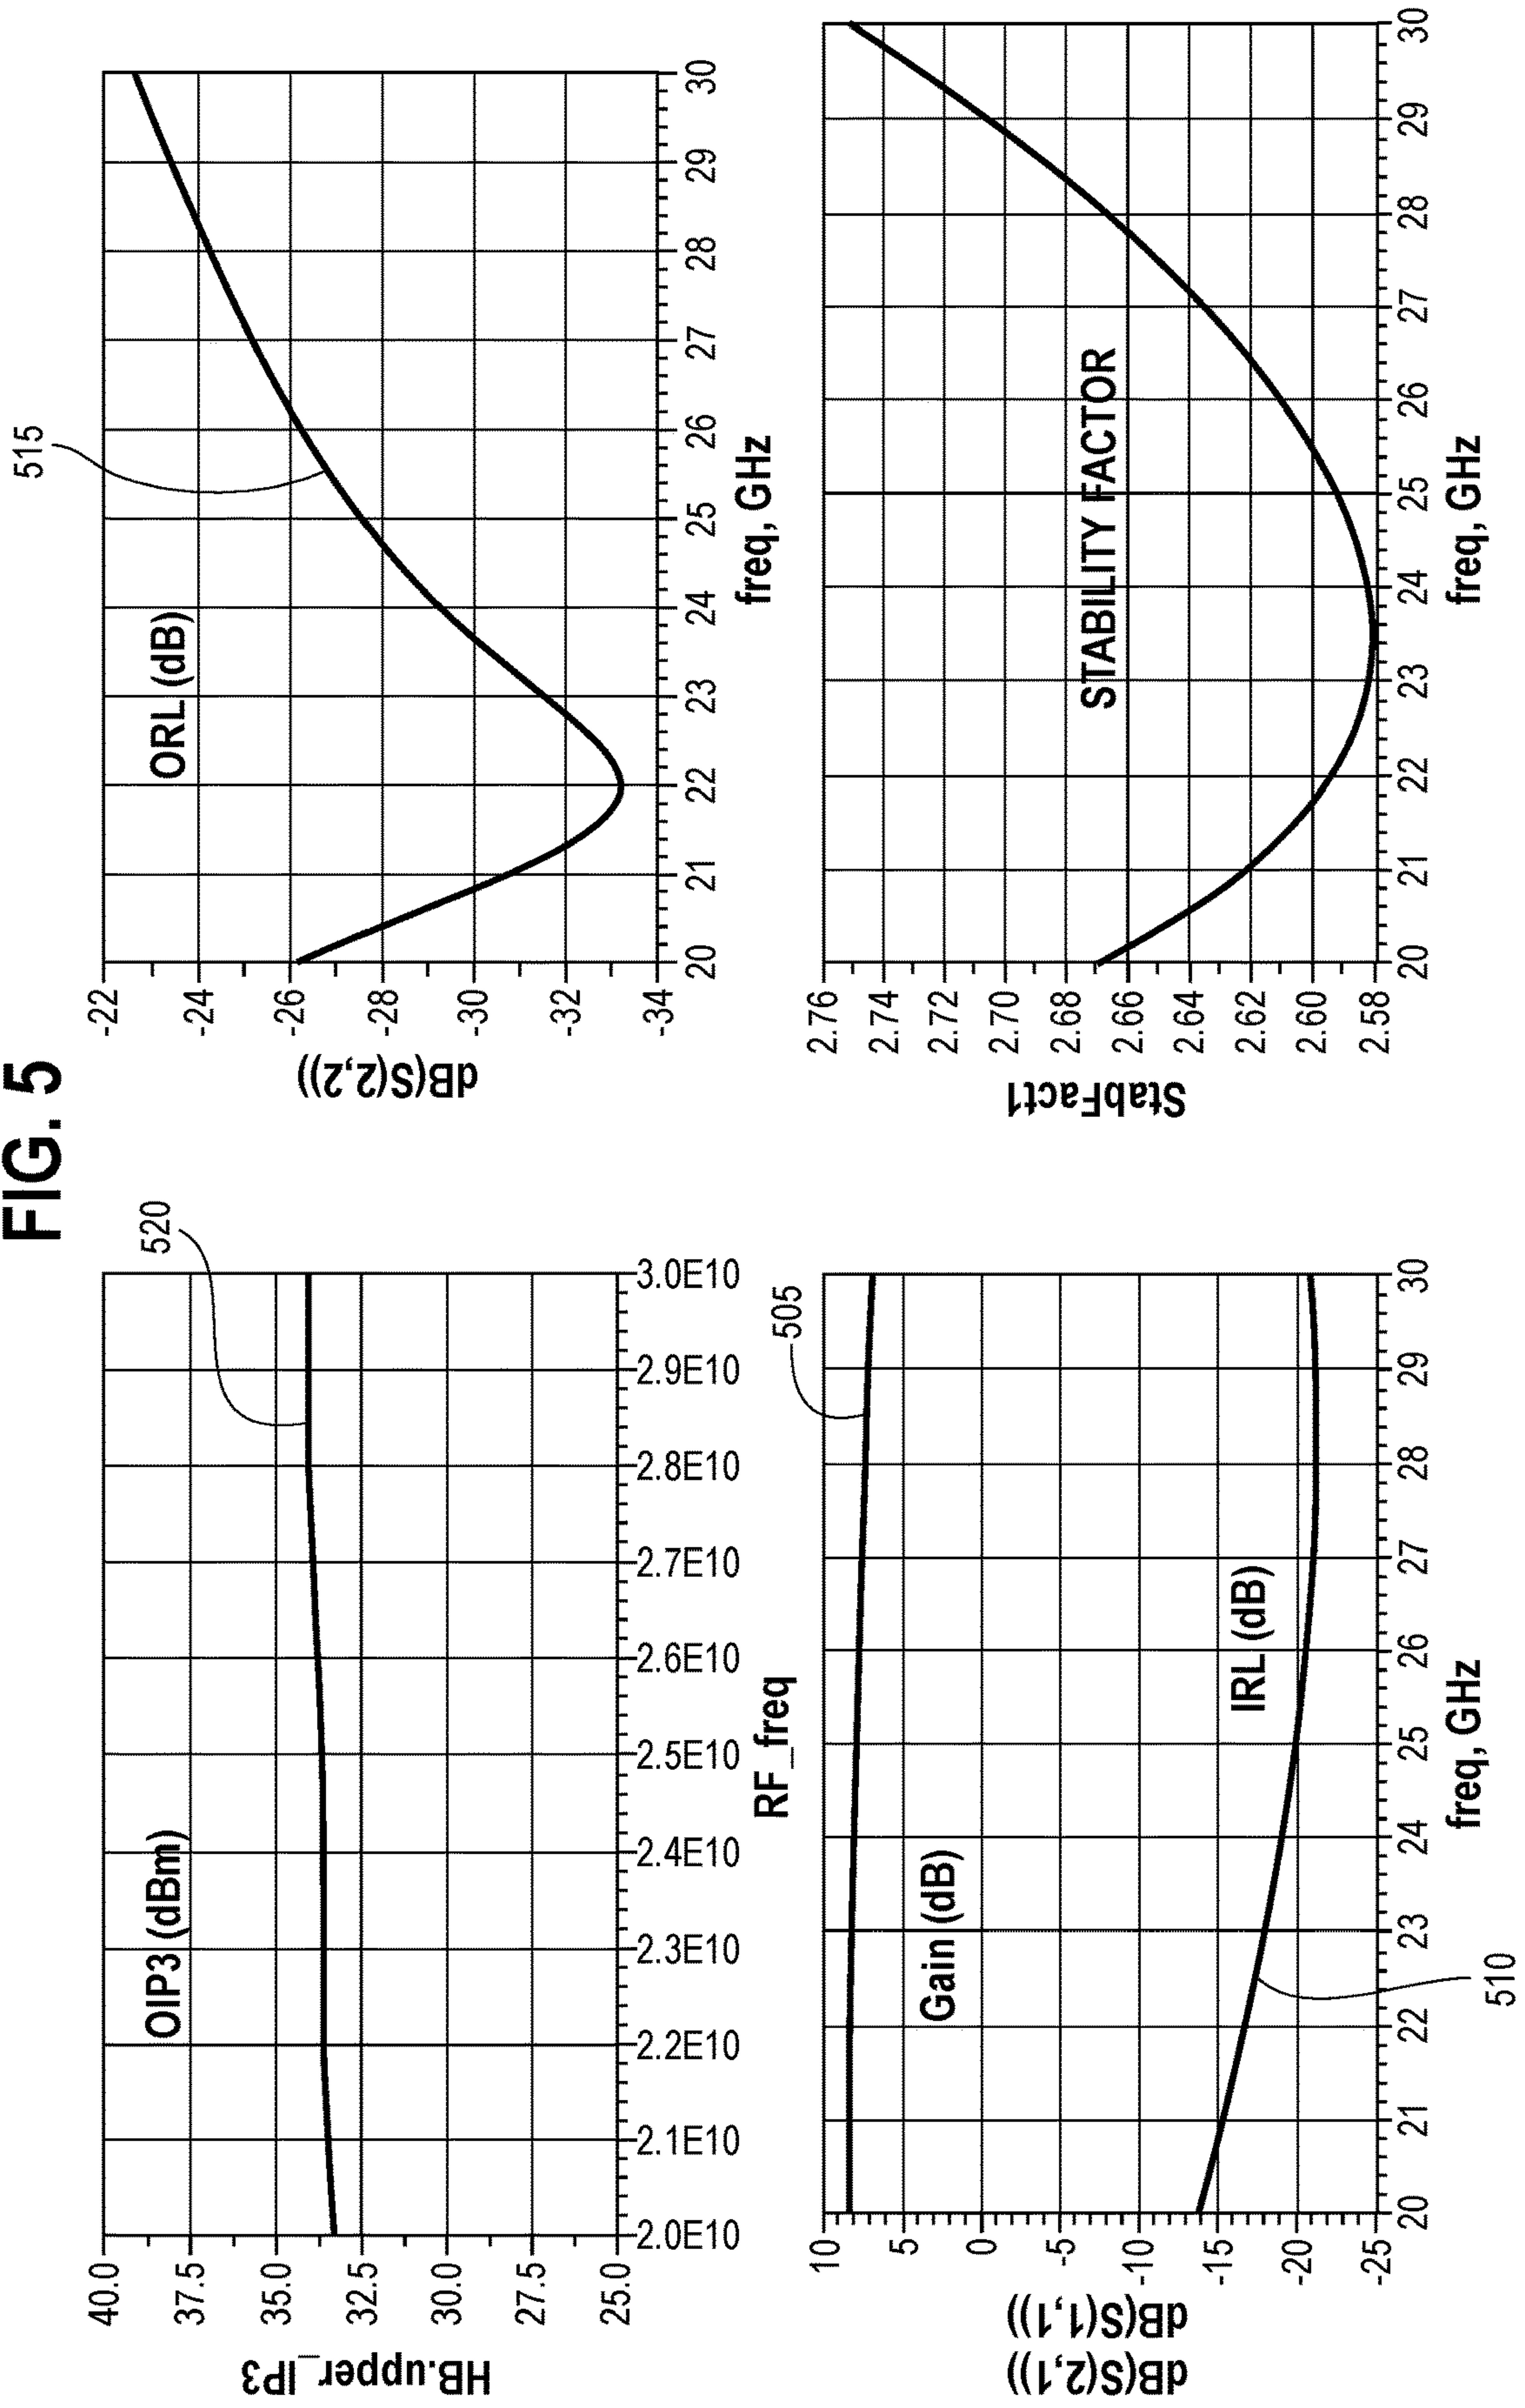 FIG. 5
OIP3 (dBm)
520
HB.upper_IP3
40.0
37.5
35.0
32.5
30.0
27.5
25.0
2.0E10
2.1E10
2.2E10
2.3E10
2.4E10
2.5E10
2.6E10
2.7E10
2.8E10
2.9E10
3.0E10
RF_freq
ORL (dB)
515
dB(S(2,2))
-22
-24
-26
-28
-30
-32
-34
20
21
22
23
24
25
26
27
28
29
30
freq, GHz
505
Gain (dB)
IRL (dB)
510
dB(S(2,1))
dB(S(1,1))
10
5
0
-5
-10
-15
-20
-25
20
21
22
23
24
25
26
27
28
29
30
freq, GHz
STABILITY FACTOR
StabFact1
2.76
2.74
2.72
2.70
2.68
2.66
2.64
2.62
2.60
2.58
20
21
22
23
24
25
26
27
28
29
30
freq, GHz